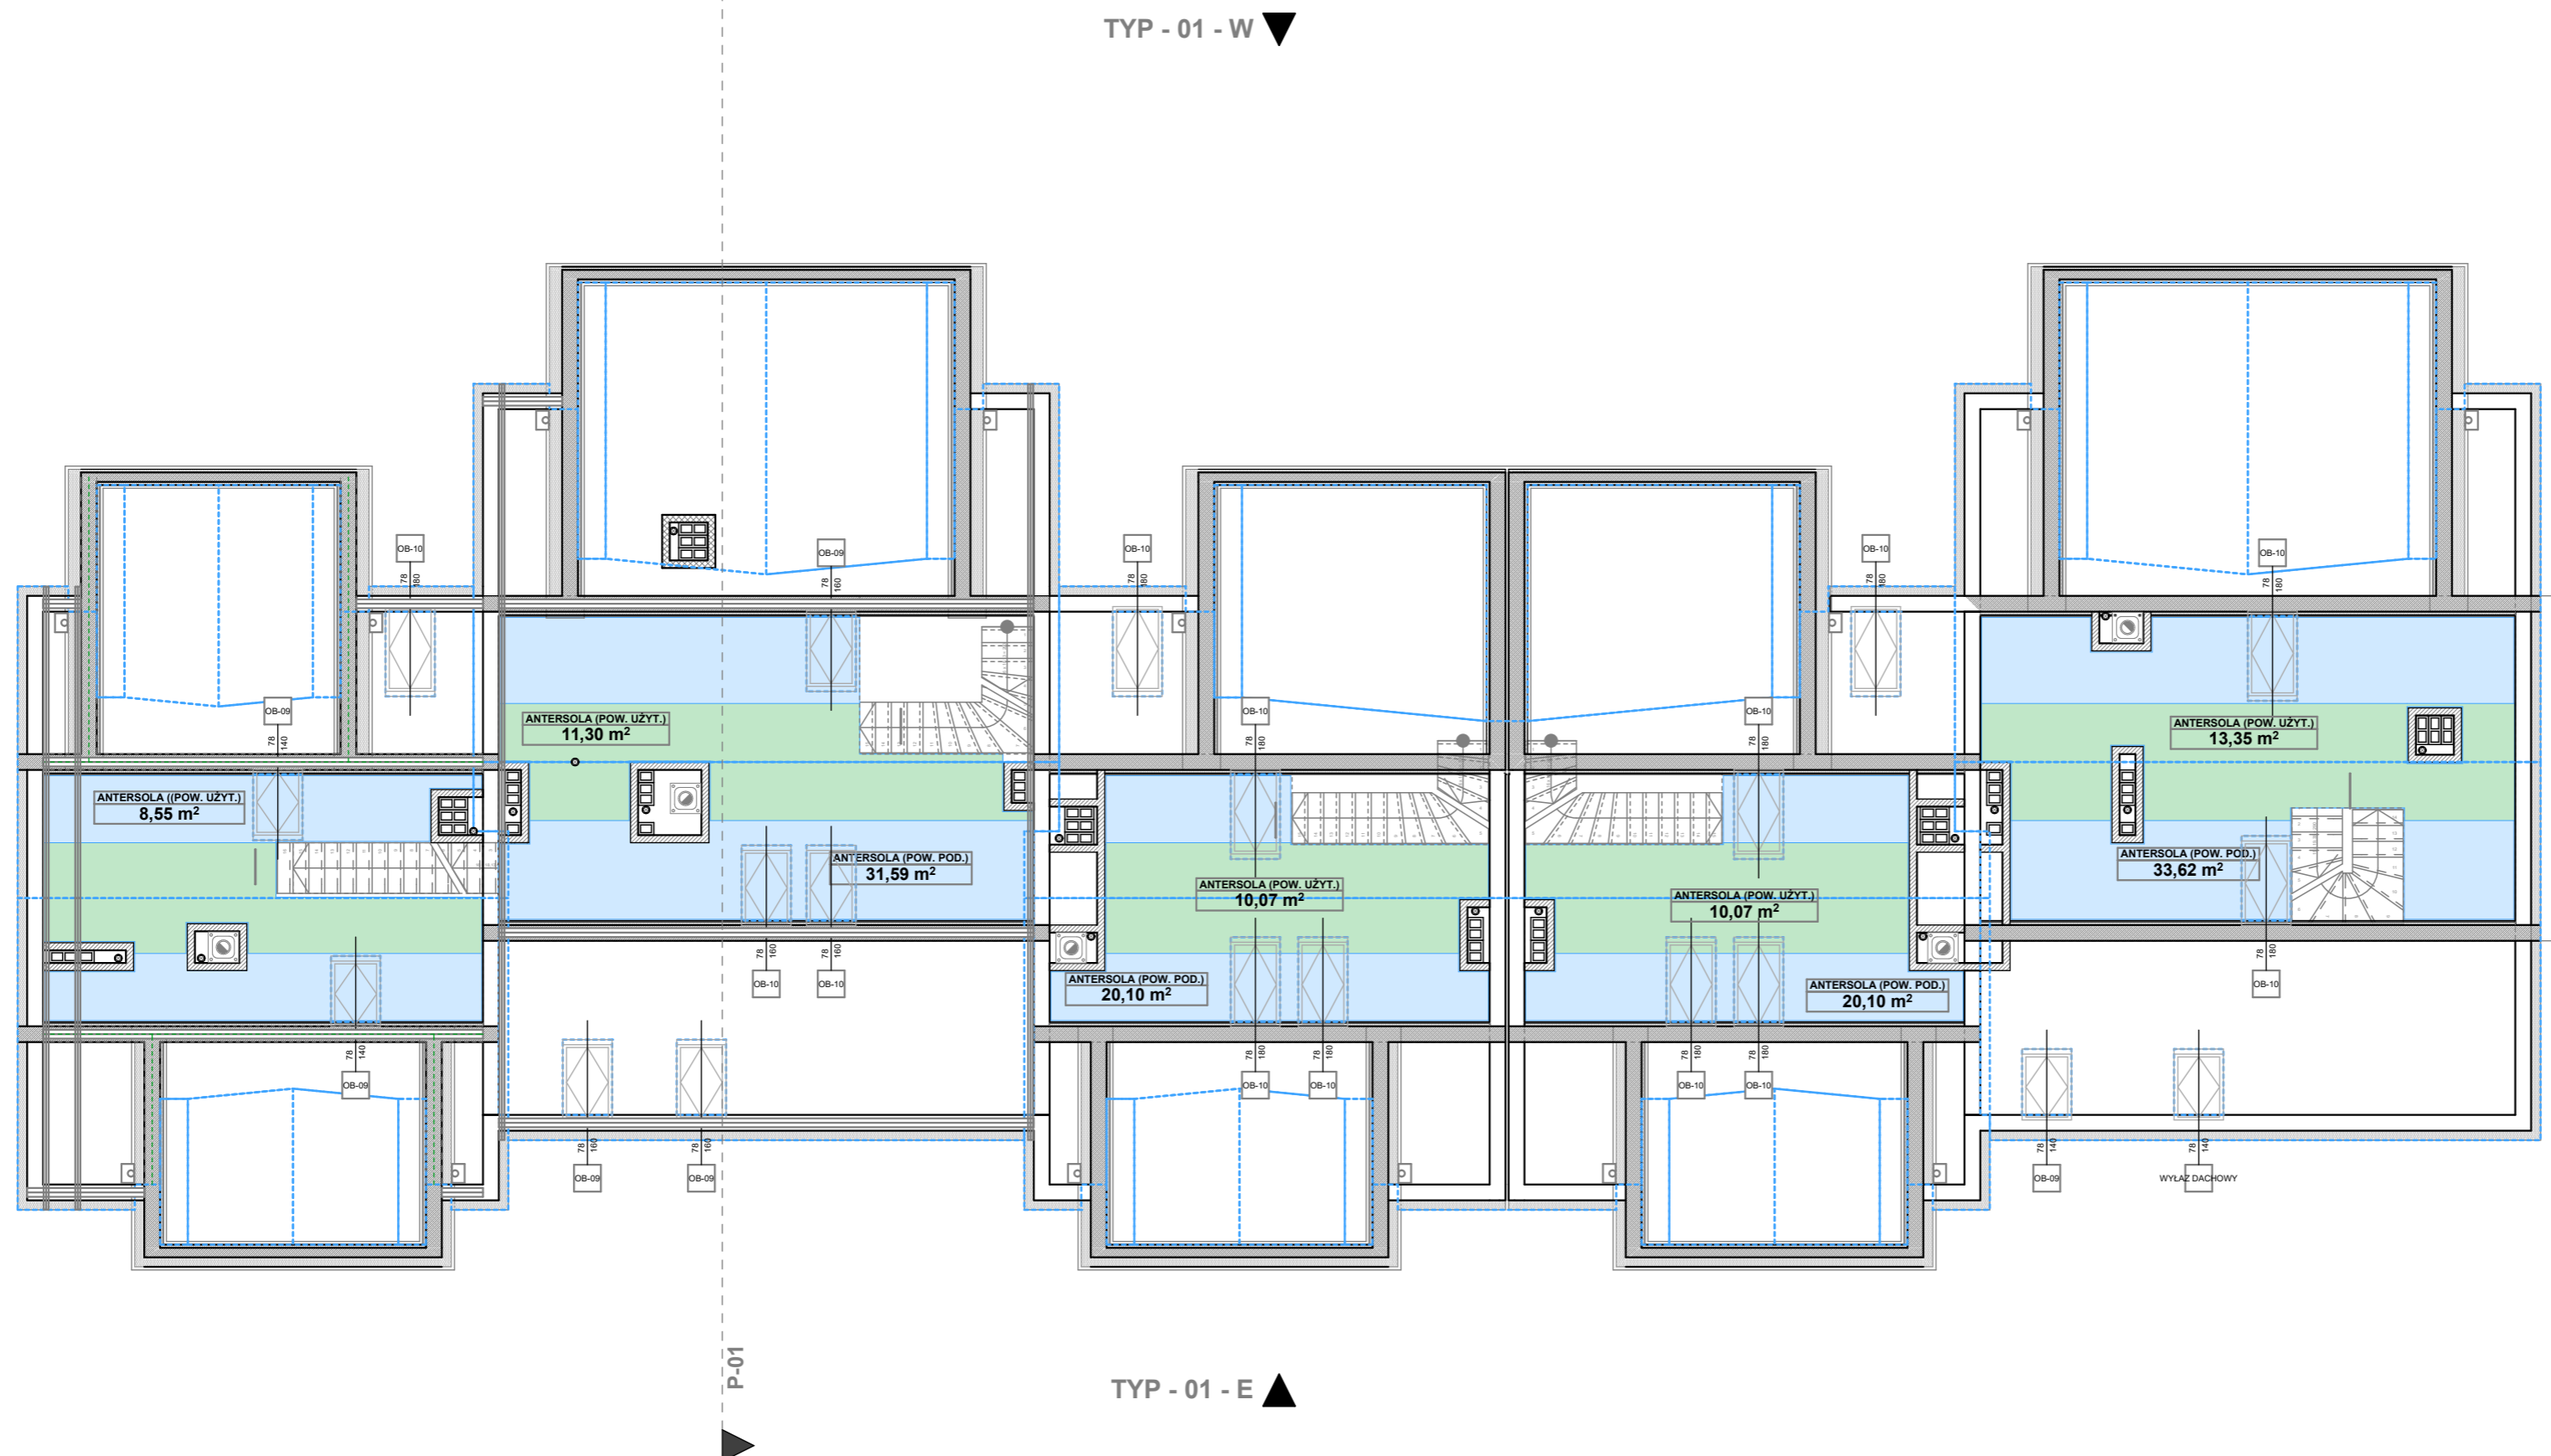 TYP - 01 - W
OB-10
78
180
OB-09
78
160
OB-10
78
180
OB-10
78
180
OB-10
78
180
OB-09
78
140
OB-10
78
180
OB-10
78
180
ANTERSOLA (POW. UŻYT.)
11,30 m²
ANTERSOLA (POW. UŻYT.)
13,35 m²
ANTERSOLA ((POW. UŻYT.)
8,55 m²
ANTERSOLA (POW. POD.)
31,59 m²
ANTERSOLA (POW. POD.)
33,62 m²
ANTERSOLA (POW. UŻYT.)
10,07 m²
ANTERSOLA (POW. UŻYT.)
10,07 m²
ANTERSOLA (POW. POD.)
20,10 m²
ANTERSOLA (POW. POD.)
20,10 m²
78
160
OB-10
78
160
OB-10
78
180
OB-10
78
140
OB-09
78
180
OB-10
78
180
OB-10
78
180
OB-10
78
180
OB-10
78
160
OB-09
78
160
OB-09
78
140
OB-09
78
140
WYŁAZ DACHOWY
P-01
TYP - 01 - E